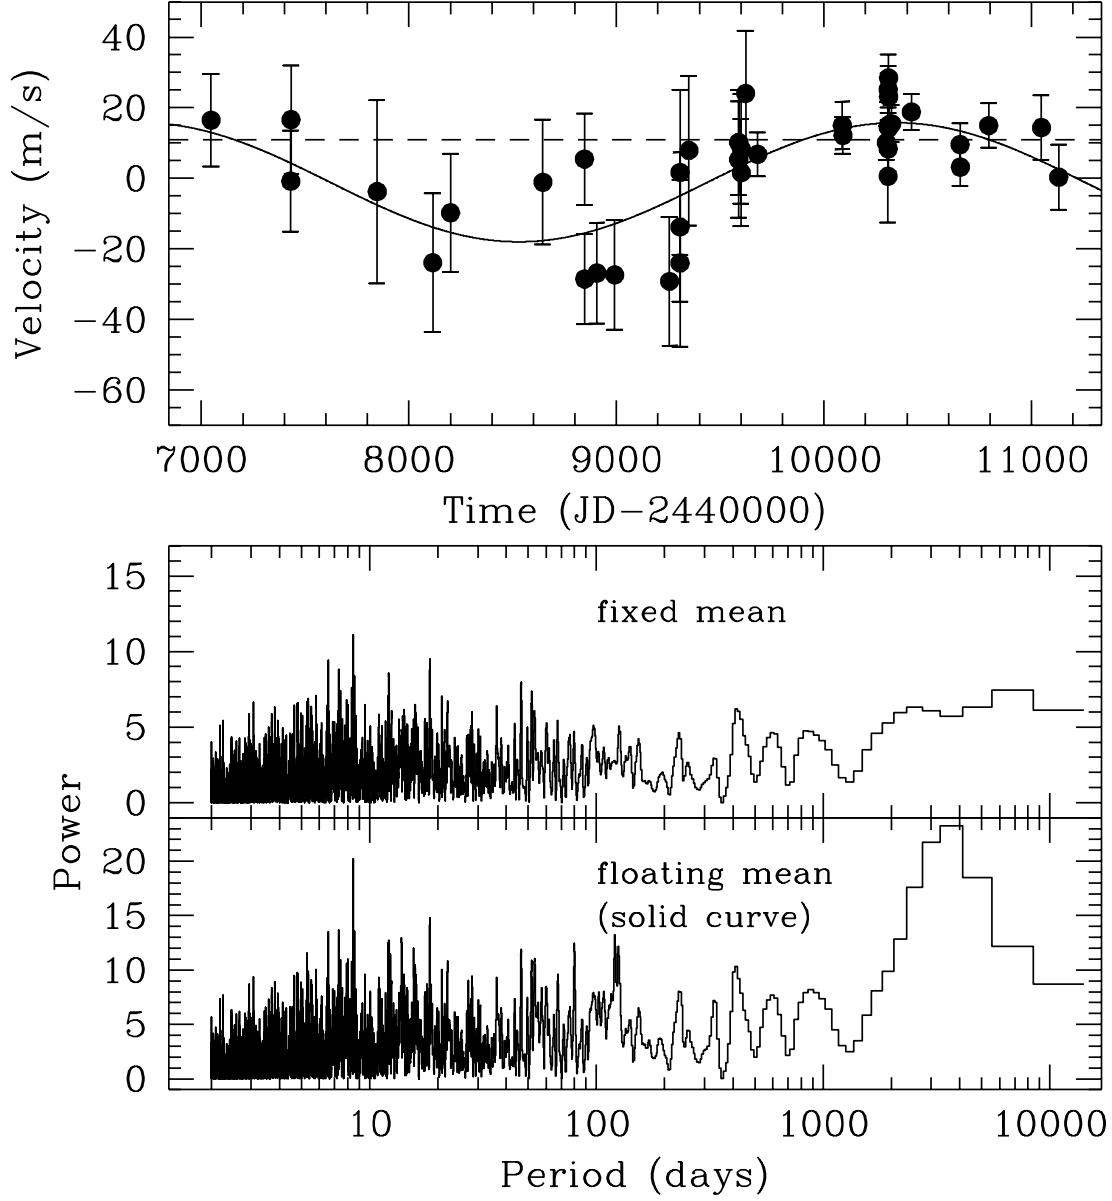 40
20
0
−20
−40
−60
Velocity (m/s)
7000 8000 9000 10000 11000
Time (JD−2440000)
15
10
5
0
fixed mean
20
15
10
5
0
floating mean
(solid curve)
Power
10 100 1000 10000
Period (days)